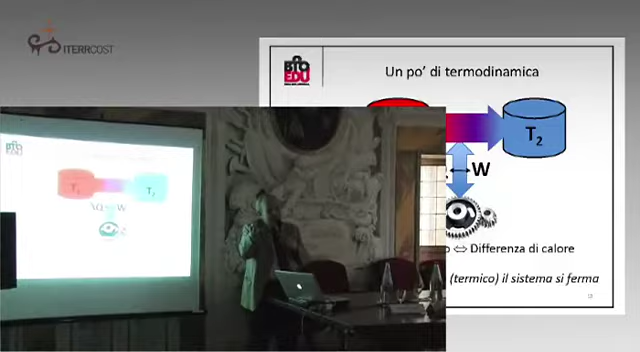 ITERRCOST
BIO
EDU
Un po' di termodinamica
T₂
↔W
⇔ Differenza di calore
(termico) il sistema si ferma